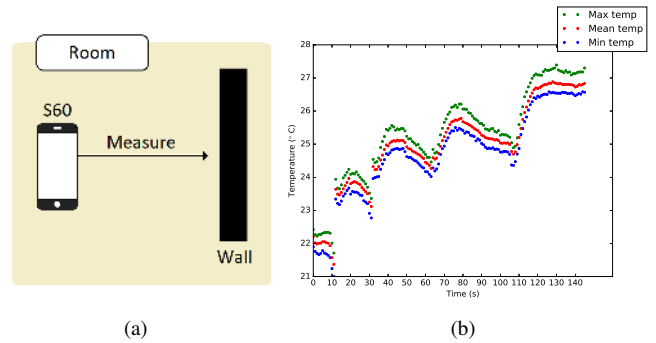 Room
S60
Measure
Wall
(a)
Max temp
Mean temp
Min temp
28
27
26
25
24
23
22
21
Temperature (° C)
0 10 20 30 40 50 60 70 80 90 100 110 120 130 140
Time (s)
(b)